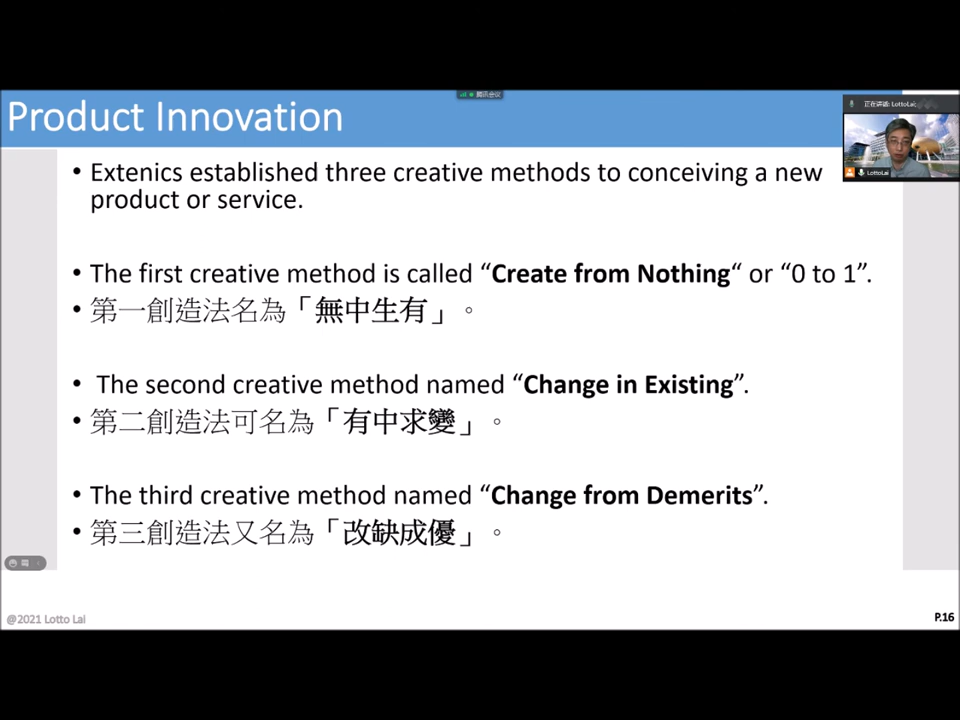 腾讯会议
Product Innovation
正在讲话: LottoLai;
LottoLai
• Extenics established three creative methods to conceiving a new
product or service.
• The first creative method is called “Create from Nothing“ or “0 to 1”.
• 第一創造法名為「無中生有」。
• The second creative method named “Change in Existing”.
• 第二創造法可名為「有中求變」。
• The third creative method named “Change from Demerits”.
• 第三創造法又名為「改缺成優」。
@2021 Lotto Lai
P.16